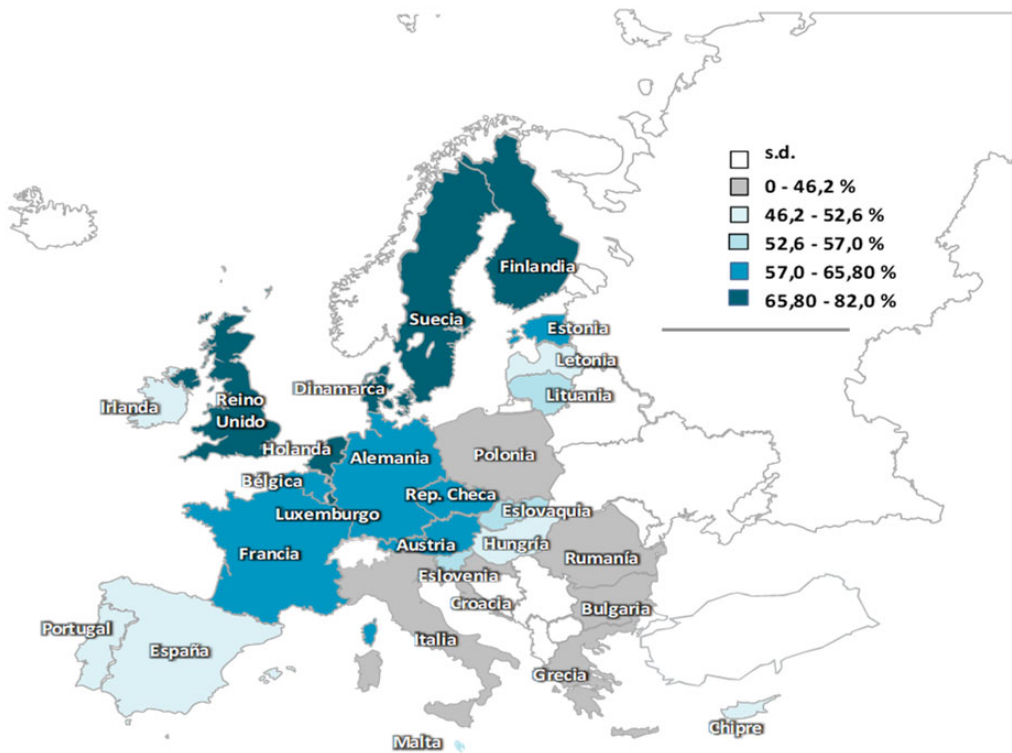 s.d.
0 - 46,2 %
46,2 - 52,6 %
52,6 - 57,0 %
57,0 - 65,80 %
65,80 - 82,0 %
Finlandia
Suecia
Estonia
Letonia
Dinamarca
Lituania
Irlanda
Reino
Unido
Holanda
Alemania
Polonia
Bélgica
Rep. Checa
Luxemburgo
Eslovaquia
Francia
Austria
Hungría
Rumanía
Eslovenia
Croacia
Bulgaria
Portugal
España
Italia
Grecia
Chipre
Malta